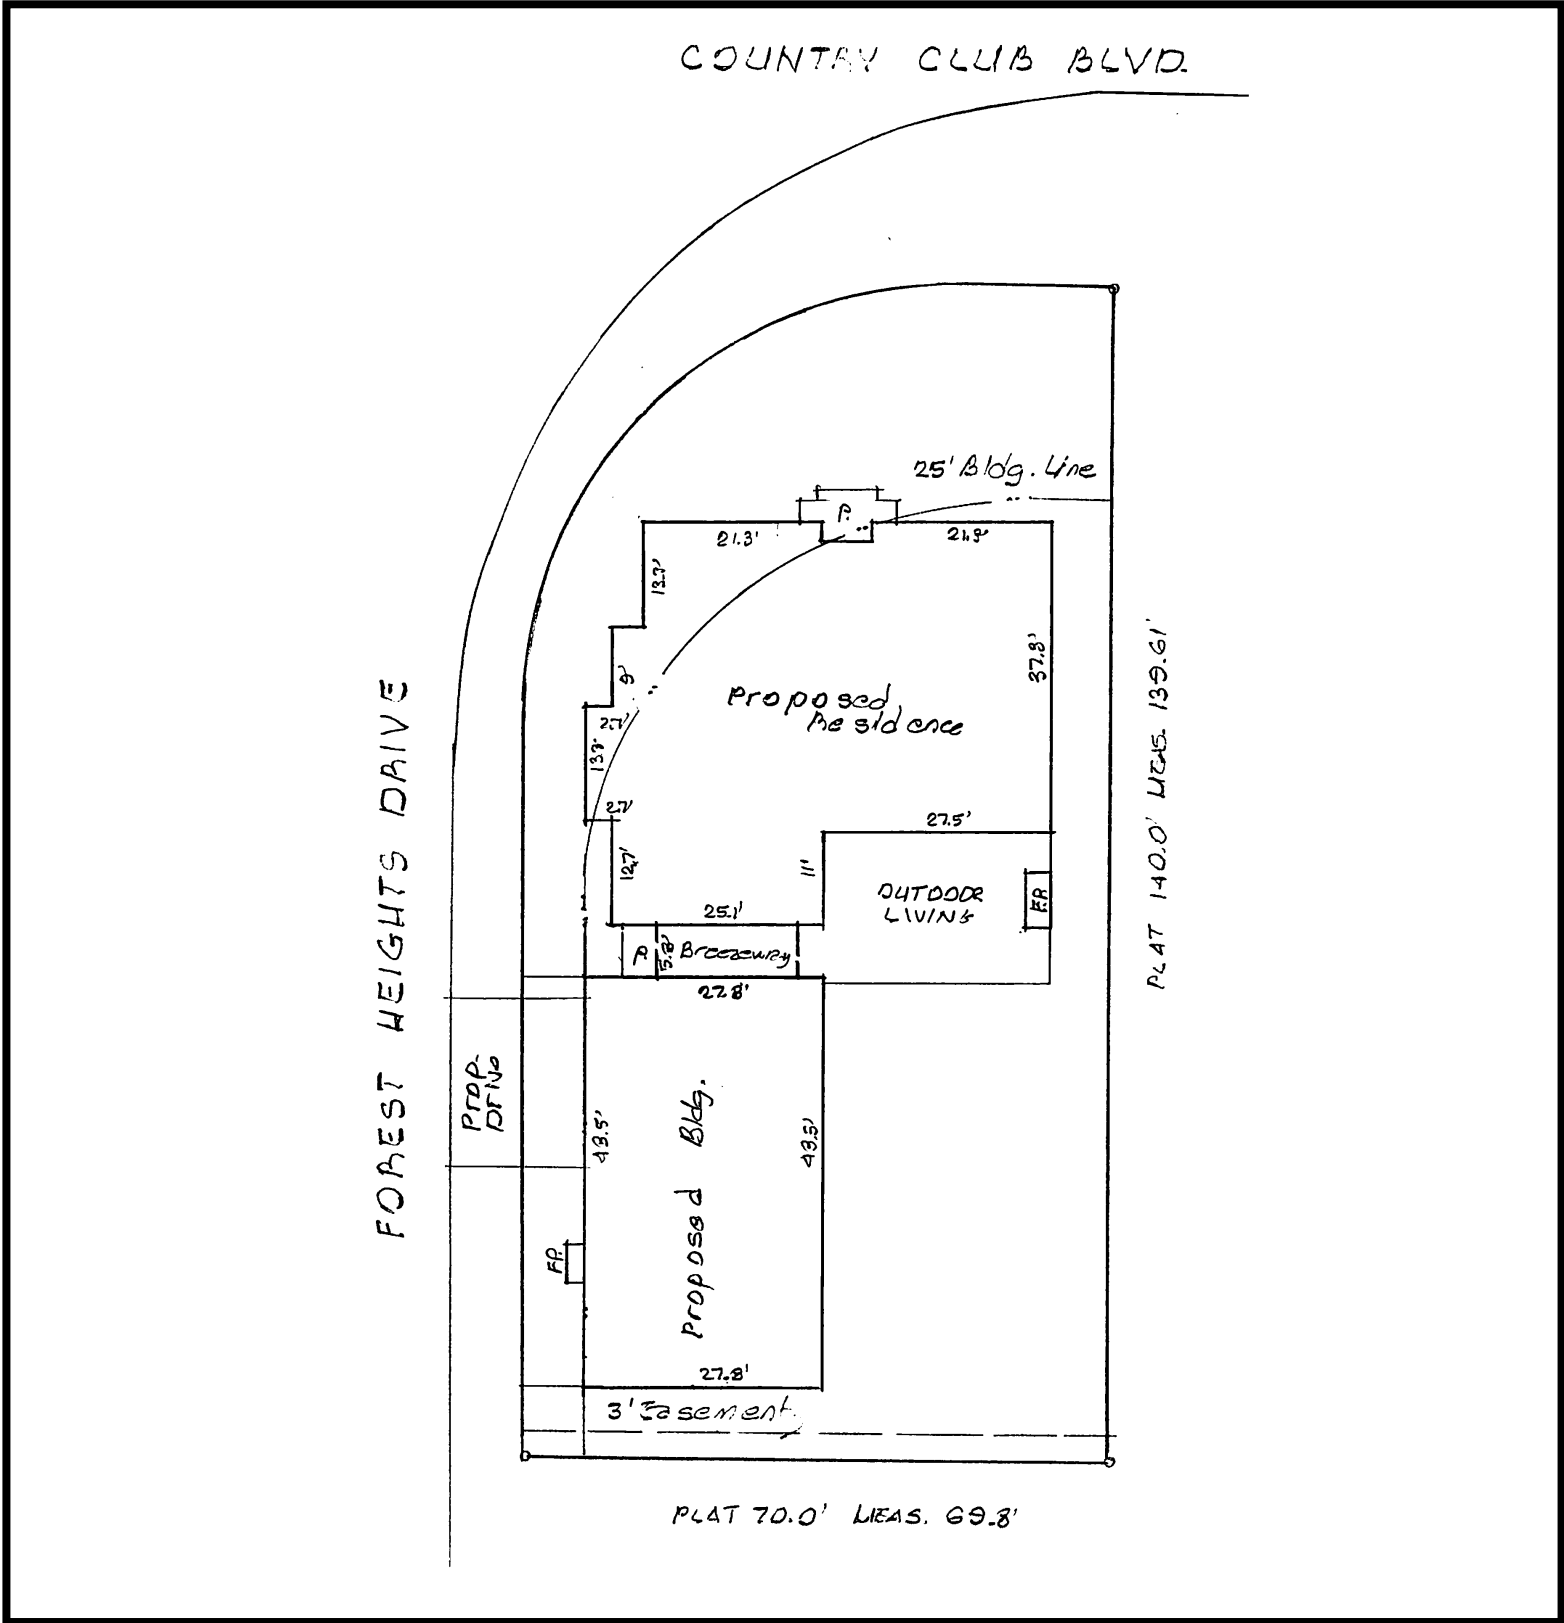 COUNTRY CLUB BLVD.
25' Bldg. Line
P.
21.3'
21.9'
13.7'
9'
37.8'
2.7'
Proposed
Residence
13.7'
2.7'
27.5'
12.7'
11'
OUTDOOR
LIVING
F.P.
25.1'
P.
5.8'
Breezeway
27.8'
FOREST HEIGHTS DRIVE
PLAT 140.0' MEAS. 139.61'
Prop.
Drive
43.5'
Proposed Bldg.
43.5'
F.P.
27.8'
3' Easement
PLAT 70.0' MEAS. 69.8'